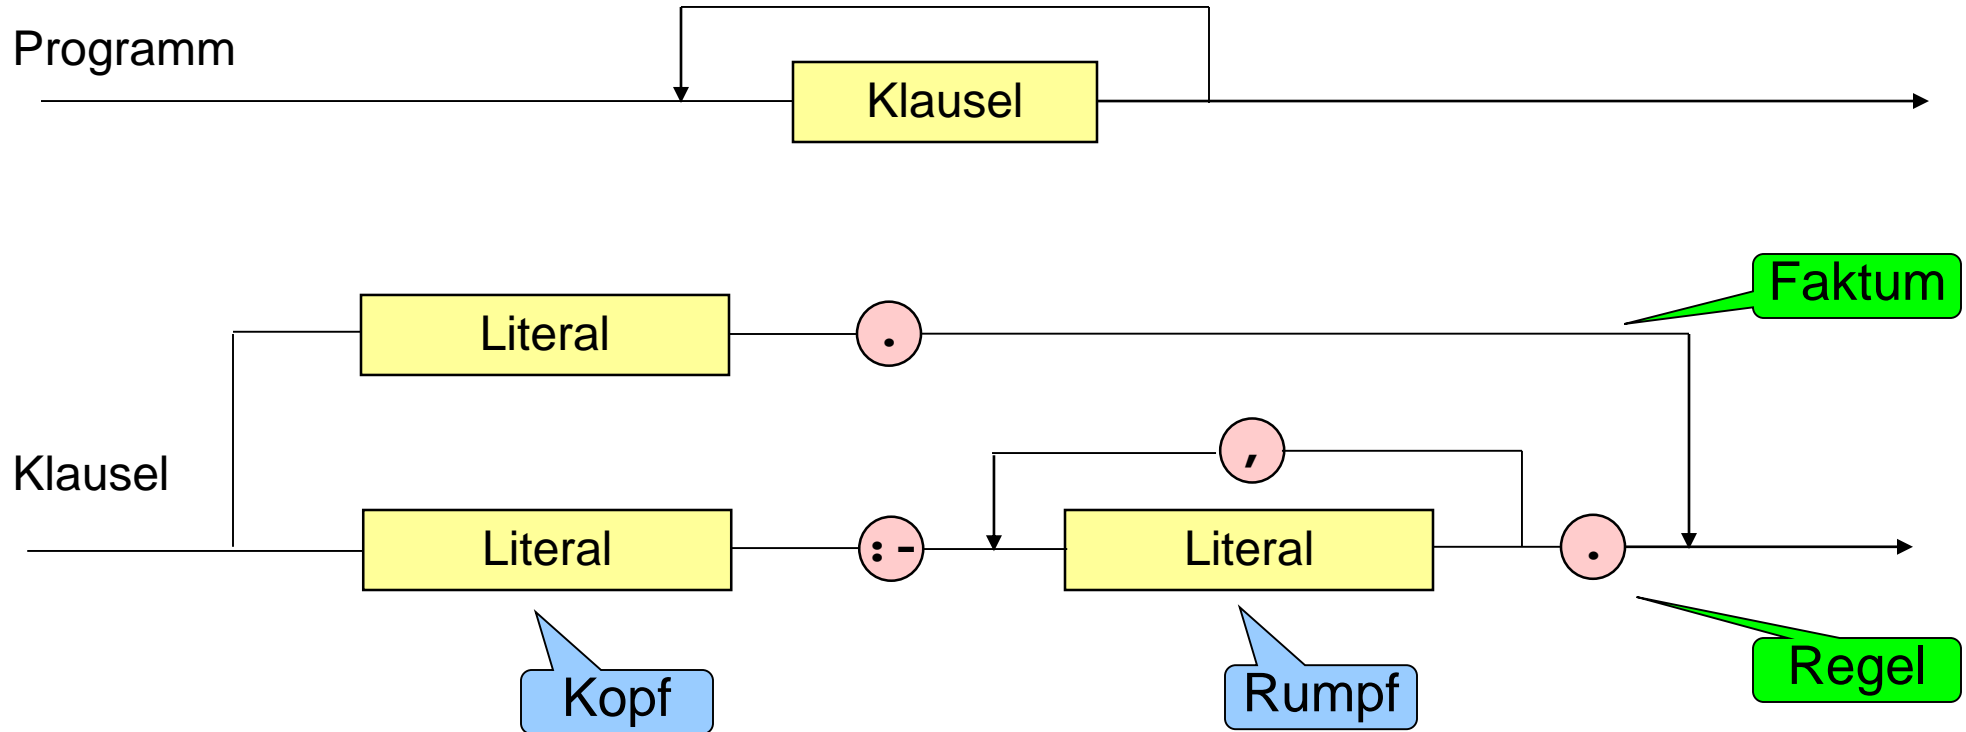 Programm
Klausel
Faktum
Literal .
,
Klausel
Literal :- Literal .
Kopf Rumpf Regel